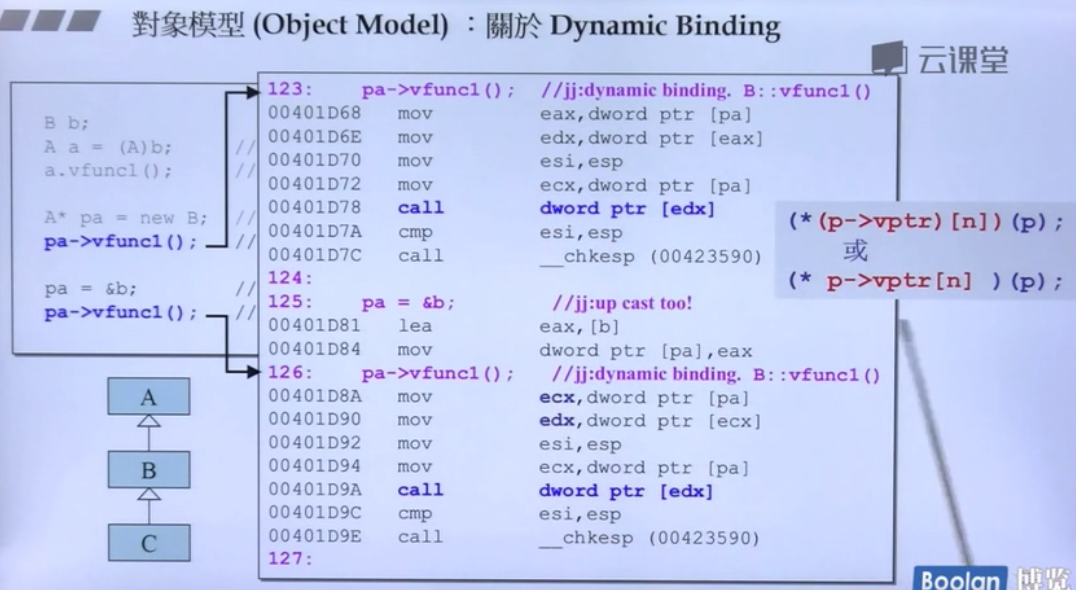 對象模型 (Object Model) ：關於 Dynamic Binding
云课堂
B b;
A a = (A)b; //
a.vfunc1(); //
A* pa = new B; //
pa->vfunc1(); //
pa = &b; //
pa->vfunc1(); //
123: pa->vfunc1(); //jj:dynamic binding. B::vfunc1()
00401D68 mov eax,dword ptr [pa]
00401D6E mov edx,dword ptr [eax]
00401D70 mov esi,esp
00401D72 mov ecx,dword ptr [pa]
00401D78 call dword ptr [edx]
00401D7A cmp esi,esp
00401D7C call __chkesp (00423590)
124:
125: pa = &b; //jj:up cast too!
00401D81 lea eax,[b]
00401D84 mov dword ptr [pa],eax
126: pa->vfunc1(); //jj:dynamic binding. B::vfunc1()
00401D8A mov ecx,dword ptr [pa]
00401D90 mov edx,dword ptr [ecx]
00401D92 mov esi,esp
00401D94 mov ecx,dword ptr [pa]
00401D9A call dword ptr [edx]
00401D9C cmp esi,esp
00401D9E call __chkesp (00423590)
127:
(*(p->vptr)[n])(p);
或
(* p->vptr[n] )(p);
A
B
C
Boolan 博览